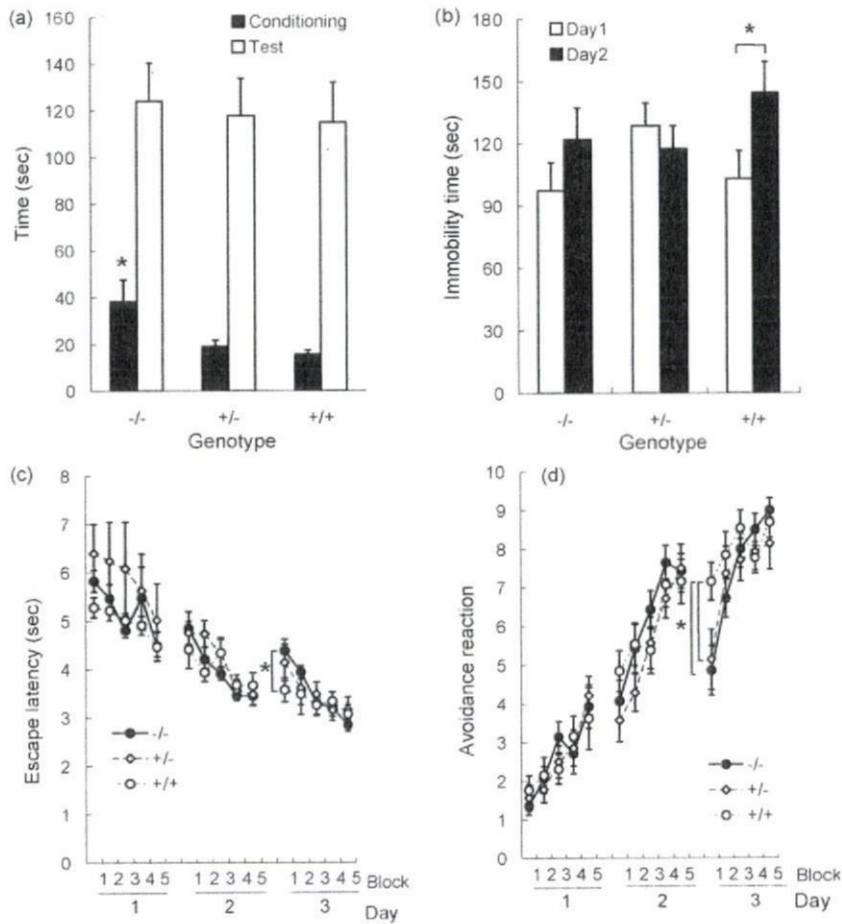 (a)
Conditioning
Test
160
140
120
100
80
60
40
20
0
Time (sec)
*
-/-
+/-
+/+
Genotype
(b)
Day1
Day2
180
150
120
90
60
30
0
Immobility time (sec)
*
-/-
+/-
+/+
Genotype
(c)
8
7
6
5
4
3
2
1
0
Escape latency (sec)
*
-/-
+/-
+/+
1 2 3 4 5 1 2 3 4 5 1 2 3 4 5 Block
1 2 3 Day
(d)
10
9
8
7
6
5
4
3
2
1
0
Avoidance reaction
*
-/-
+/-
+/+
1 2 3 4 5 1 2 3 4 5 1 2 3 4 5 Block
1 2 3 Day